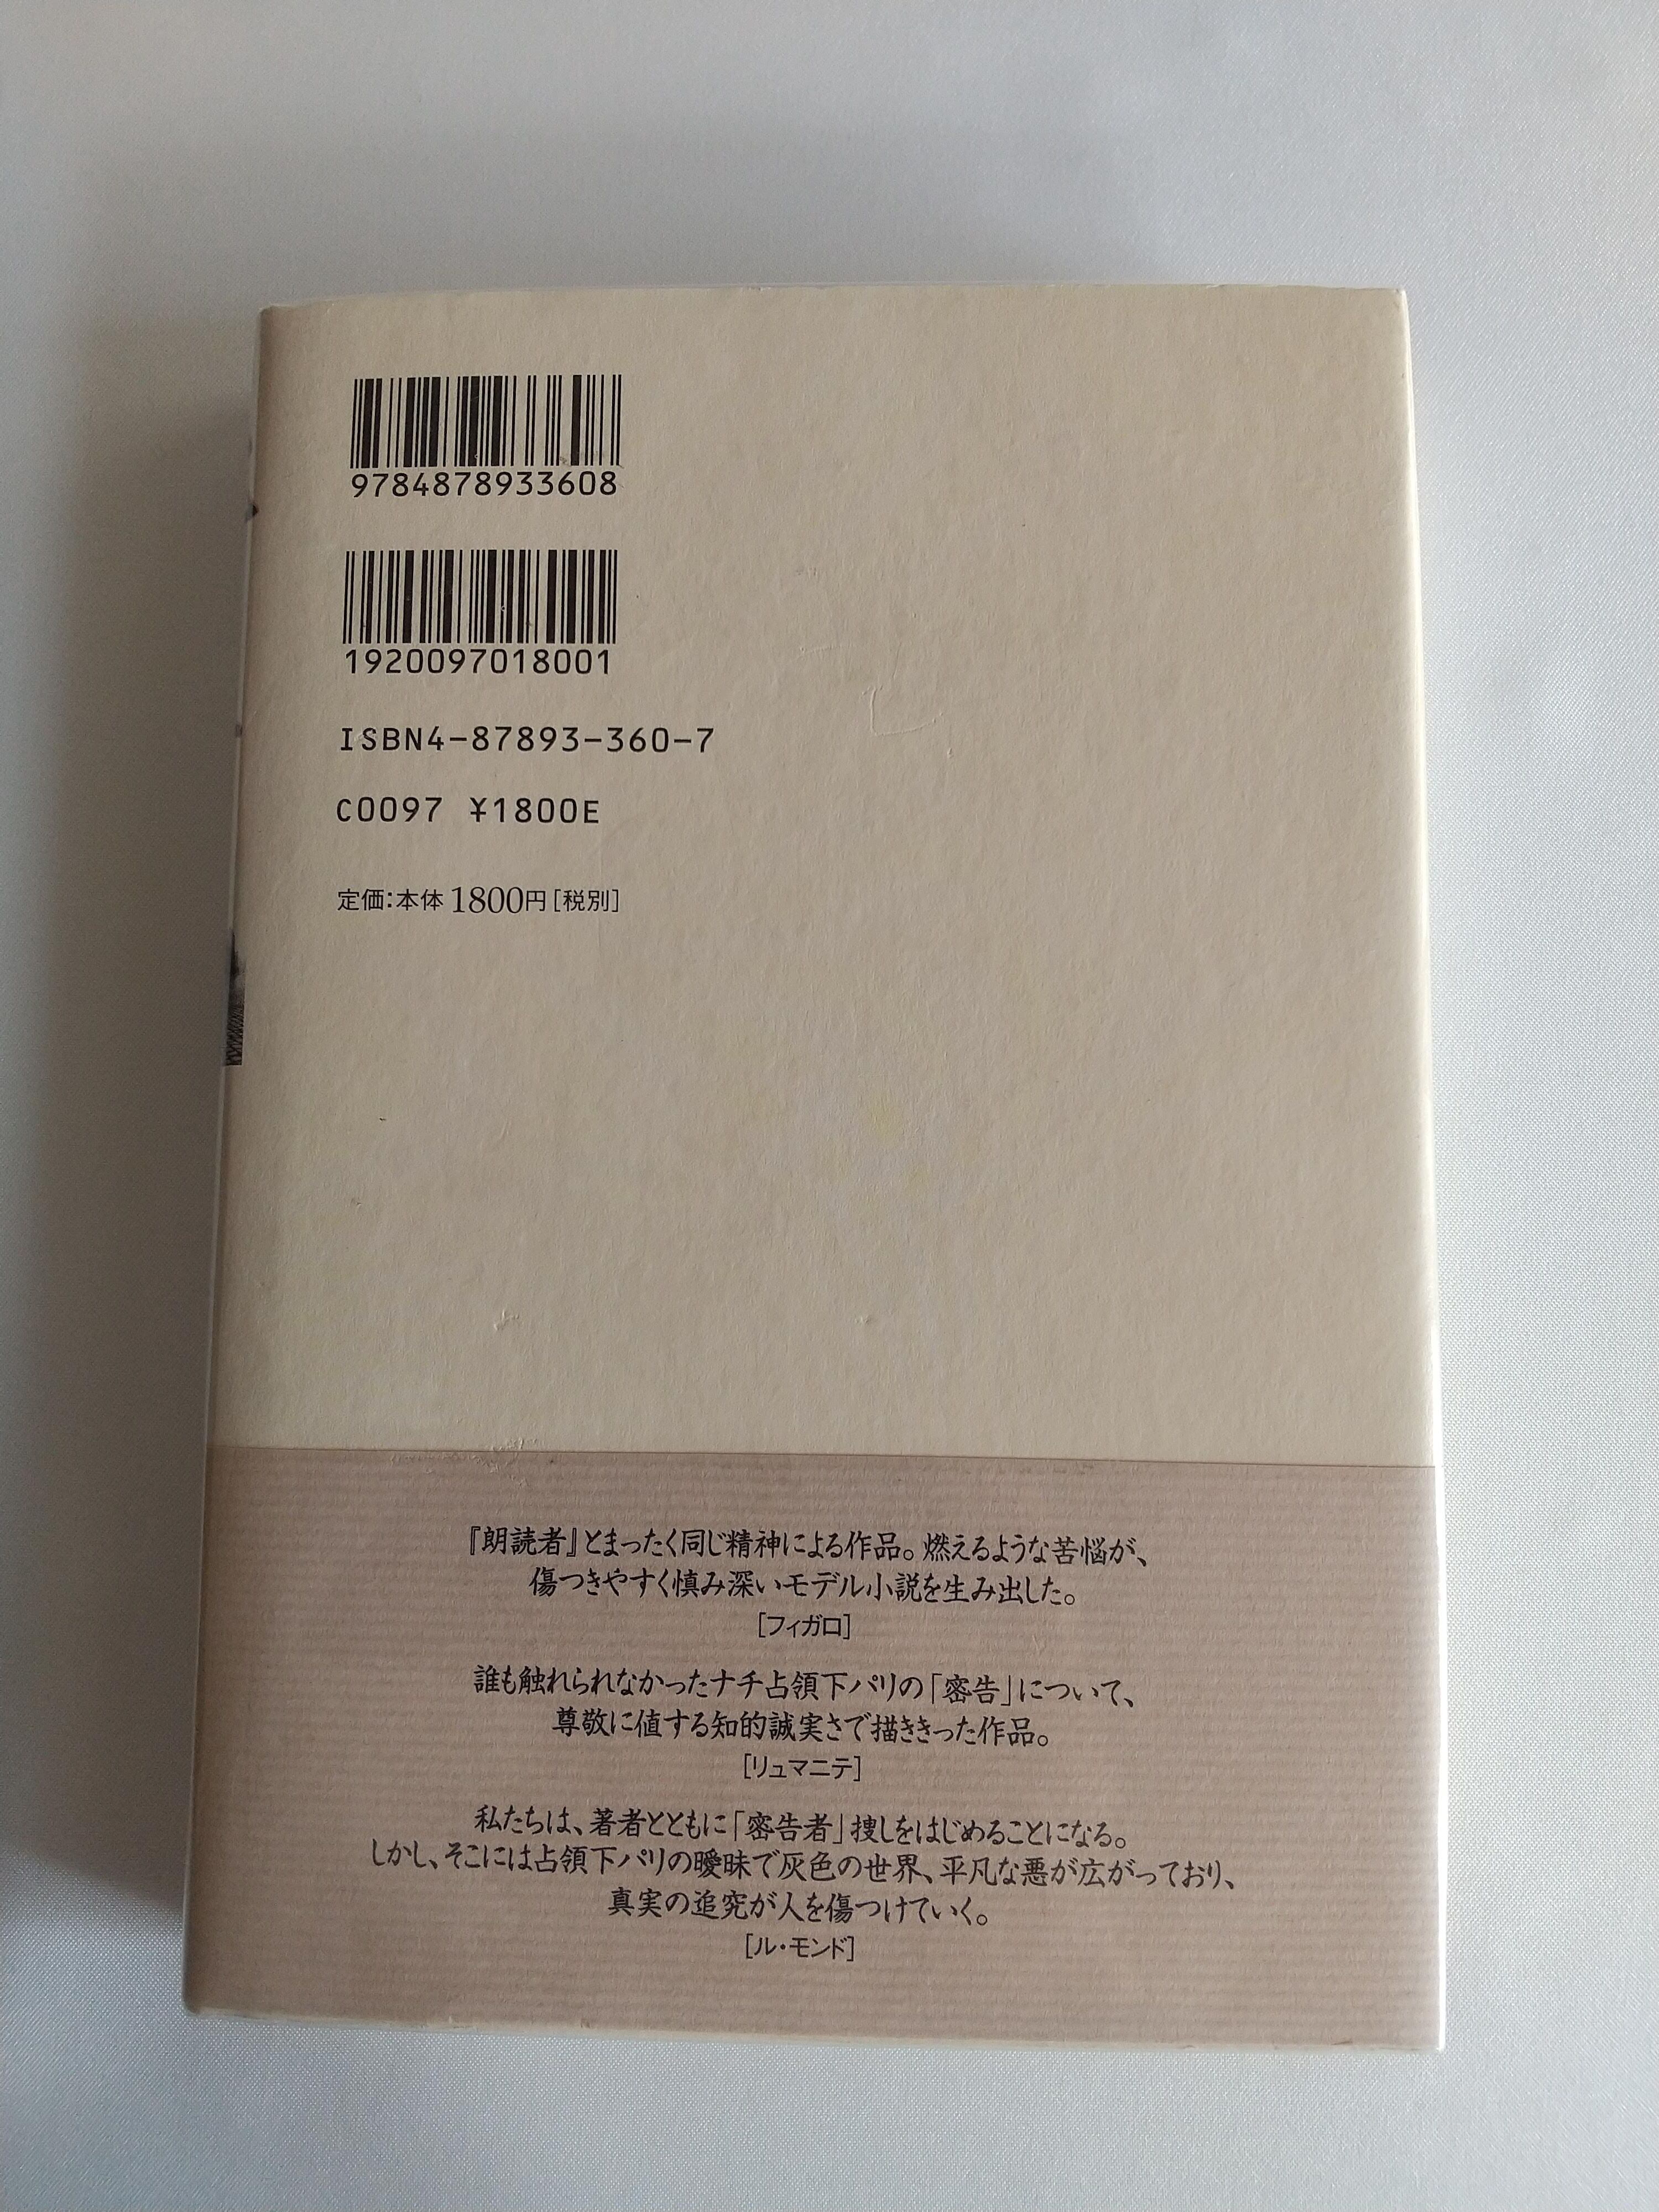 9784878933608
1920097018001
ISBN4-87893-360-7
C0097 ¥1800E
定価：本体1800円［税別］
『朗読者』とまったく同じ精神による作品。燃えるような苦悩が、
傷つきやすく慎み深いモデル小説を生み出した。
［フィガロ］
誰も触れられなかったナチ占領下パリの「密告」について、
尊敬に値する知的誠実さで描ききった作品。
［リュマニテ］
私たちは、著者とともに「密告者」捜しをはじめることになる。
しかし、そこには占領下パリの曖昧で灰色の世界、平凡な悪が広がっており、
真実の追究が人を傷つけていく。
［ル・モンド］